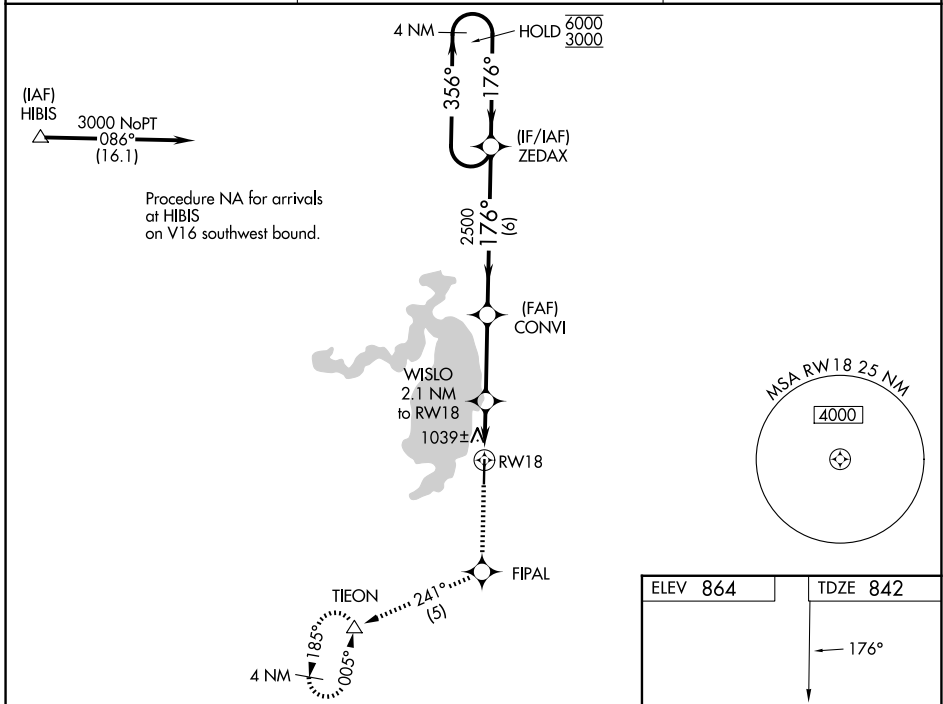 4 NM
HOLD 6000
3000
356°
176°
(IAF)
HIBIS
3000 NoPT
086°
(16.1)
(IF/IAF)
ZEDAX
Procedure NA for arrivals
at HIBIS
on V16 southwest bound.
2500
176°
(6)
(FAF)
CONVI
WISLO
2.1 NM
to RW18
1039±
RW18
MSA RW18 25 NM
4000
FIPAL
TIEON
241°
(5)
185°
005°
4 NM
ELEV 864
TDZE 842
176°